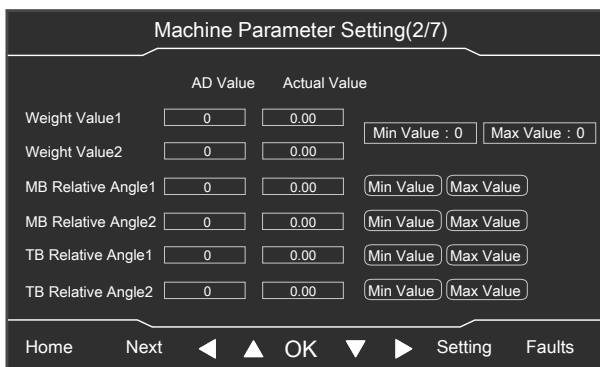 Machine Parameter Setting(2/7)
AD Value Actual Value
Weight Value1 0 0.00
Min Value : 0 Max Value : 0
Weight Value2 0 0.00
MB Relative Angle1 0 0.00 Min Value Max Value
MB Relative Angle2 0 0.00 Min Value Max Value
TB Relative Angle1 0 0.00 Min Value Max Value
TB Relative Angle2 0 0.00 Min Value Max Value
Home Next OK Setting Faults